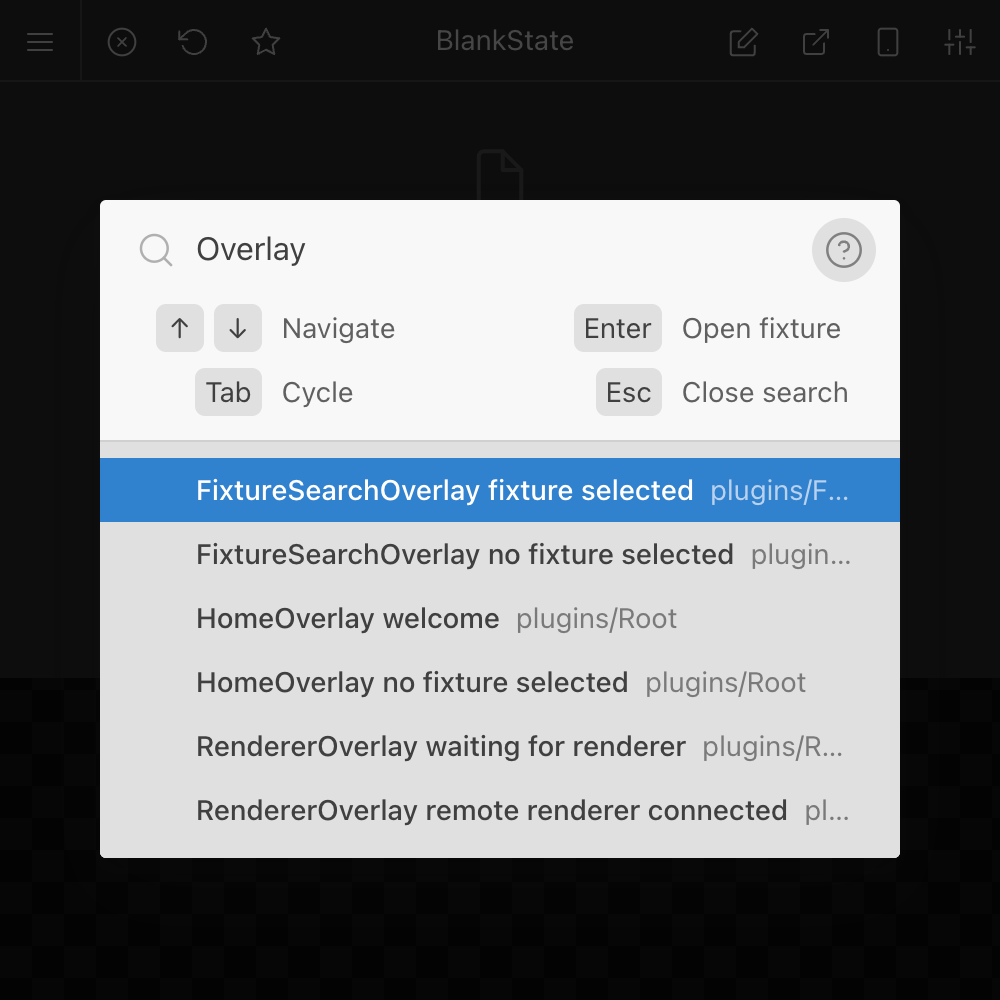 BlankState
Overlay
↑ ↓ Navigate Enter Open fixture
Tab Cycle Esc Close search
FixtureSearchOverlay fixture selected plugins/F...
FixtureSearchOverlay no fixture selected plugin...
HomeOverlay welcome plugins/Root
HomeOverlay no fixture selected plugins/Root
RendererOverlay waiting for renderer plugins/R...
RendererOverlay remote renderer connected pl...